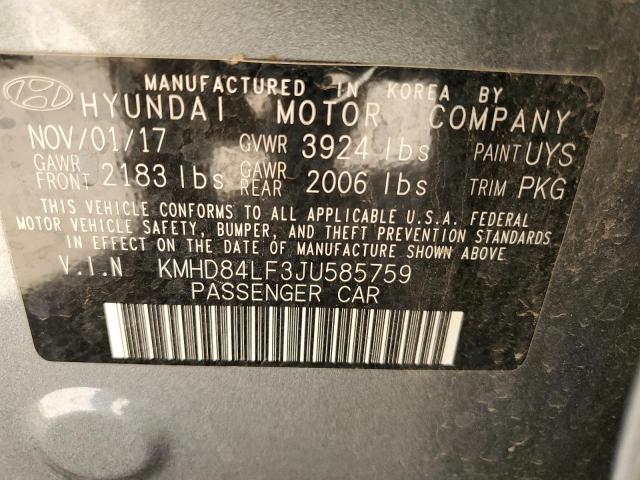 MANUFACTURED IN KOREA BY
HYUNDAI MOTOR COMPANY
NOV/01/17 GVWR 3924 lbs PAINT UYS
GAWR FRONT 2183 lbs GAWR REAR 2006 lbs TRIM PKG
THIS VEHICLE CONFORMS TO ALL APPLICABLE U.S.A. FEDERAL
MOTOR VEHICLE SAFETY, BUMPER, AND THEFT PREVENTION STANDARDS
IN EFFECT ON THE DATE OF MANUFACTURE SHOWN ABOVE
V.I.N KMHD84LF3JU585759
PASSENGER CAR